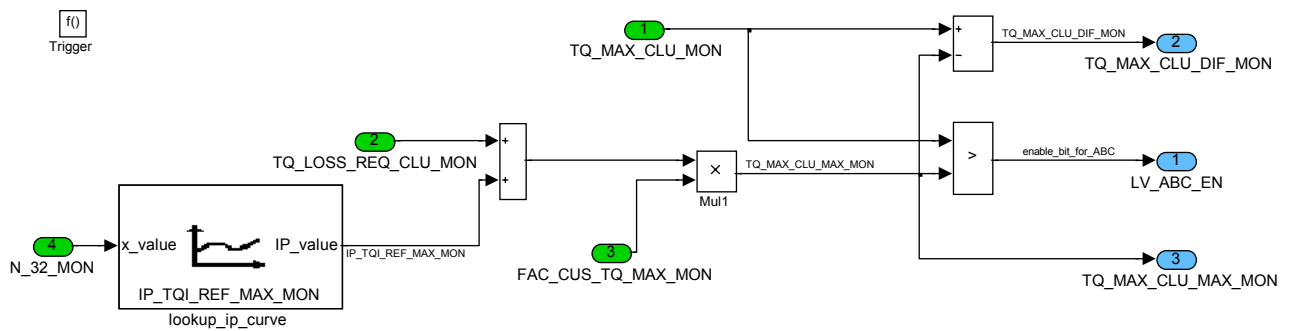 f()
Trigger
1
TQ_MAX_CLU_MON
+
−
TQ_MAX_CLU_DIF_MON
2
TQ_MAX_CLU_DIF_MON
2
TQ_LOSS_REQ_CLU_MON
+
+
×
Mul1
TQ_MAX_CLU_MAX_MON
>
enable_bit_for_ABC
1
LV_ABC_EN
4
N_32_MON
x_value
IP_value
IP_TQI_REF_MAX_MON
lookup_ip_curve
IP_TQI_REF_MAX_MON
3
FAC_CUS_TQ_MAX_MON
3
TQ_MAX_CLU_MAX_MON